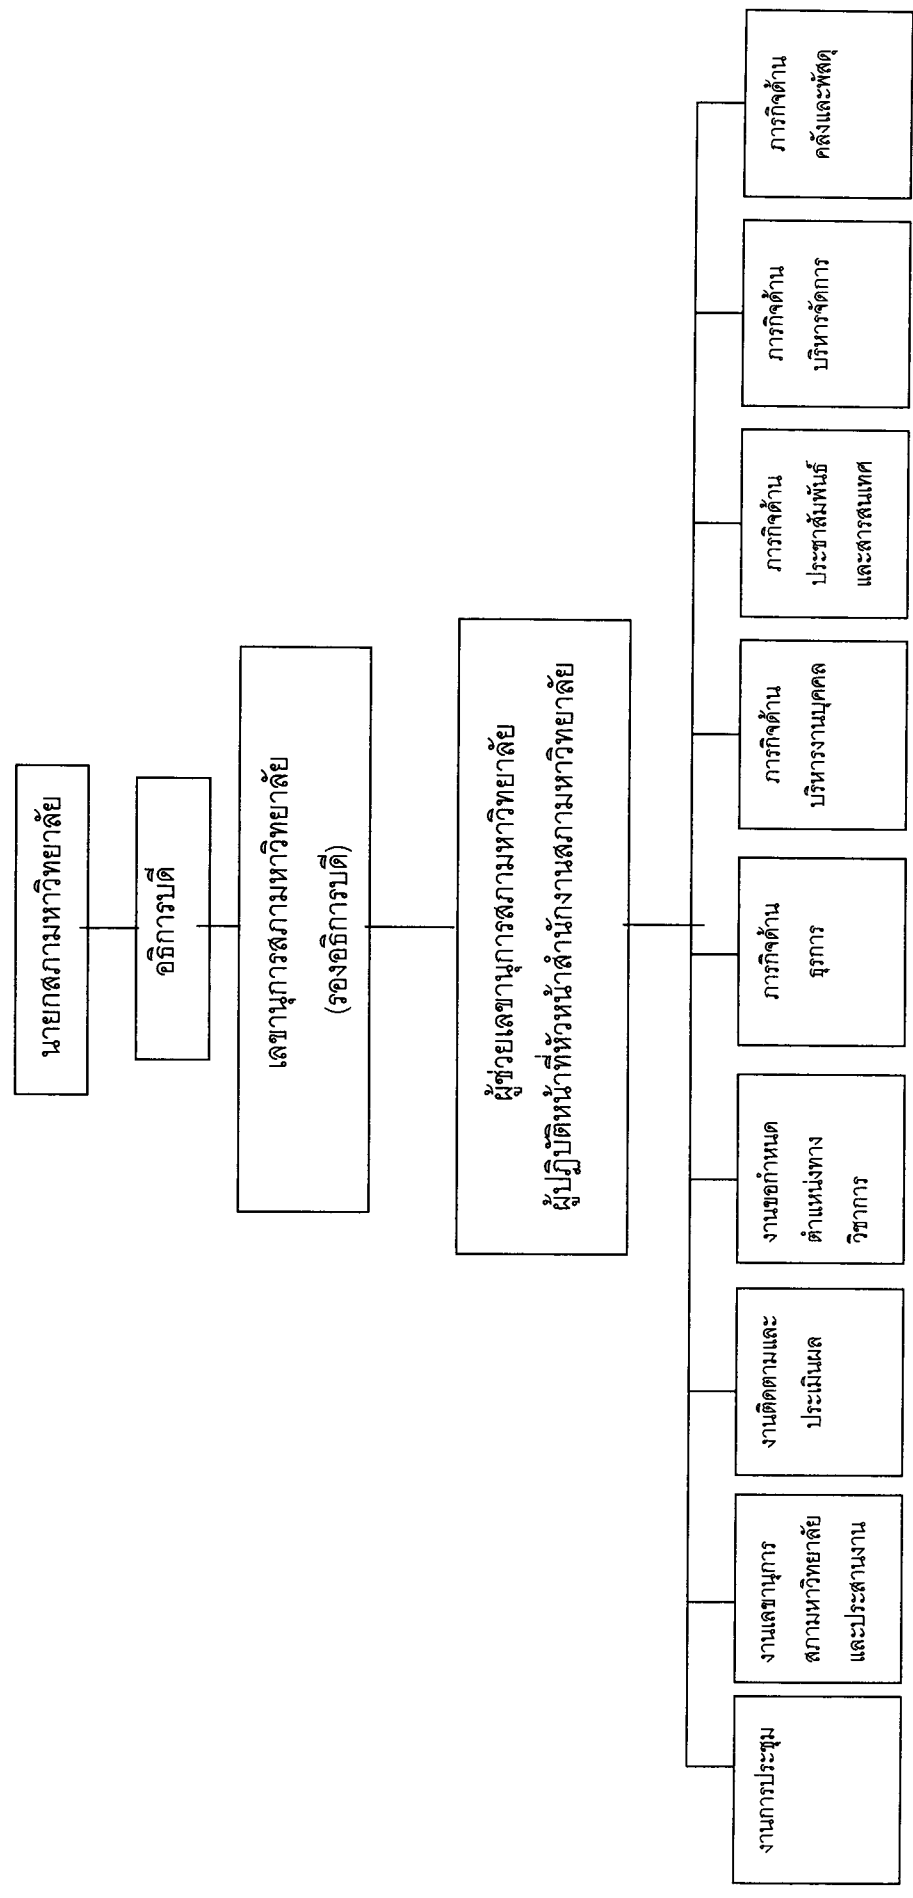 นายกสภามหาวิทยาลัย
อธิการบดี
เลขานุการสภามหาวิทยาลัย
(รองอธิการบดี)
ผู้ช่วยเลขานุการสภามหาวิทยาลัย
ผู้ปฏิบัติหน้าที่หัวหน้าสำนักงานสภามหาวิทยาลัย
งานการประชุม
งานเลขานุการ
สภามหาวิทยาลัย
และประสานงาน
งานติดตามและ
ประเมินผล
งานขอกำหนด
ตำแหน่งทาง
วิชาการ
ภารกิจด้าน
ธุรการ
ภารกิจด้าน
บริหารงานบุคคล
ภารกิจด้าน
ประชาสัมพันธ์
และสารสนเทศ
ภารกิจด้าน
บริหารจัดการ
ภารกิจด้าน
คลังและพัสดุ